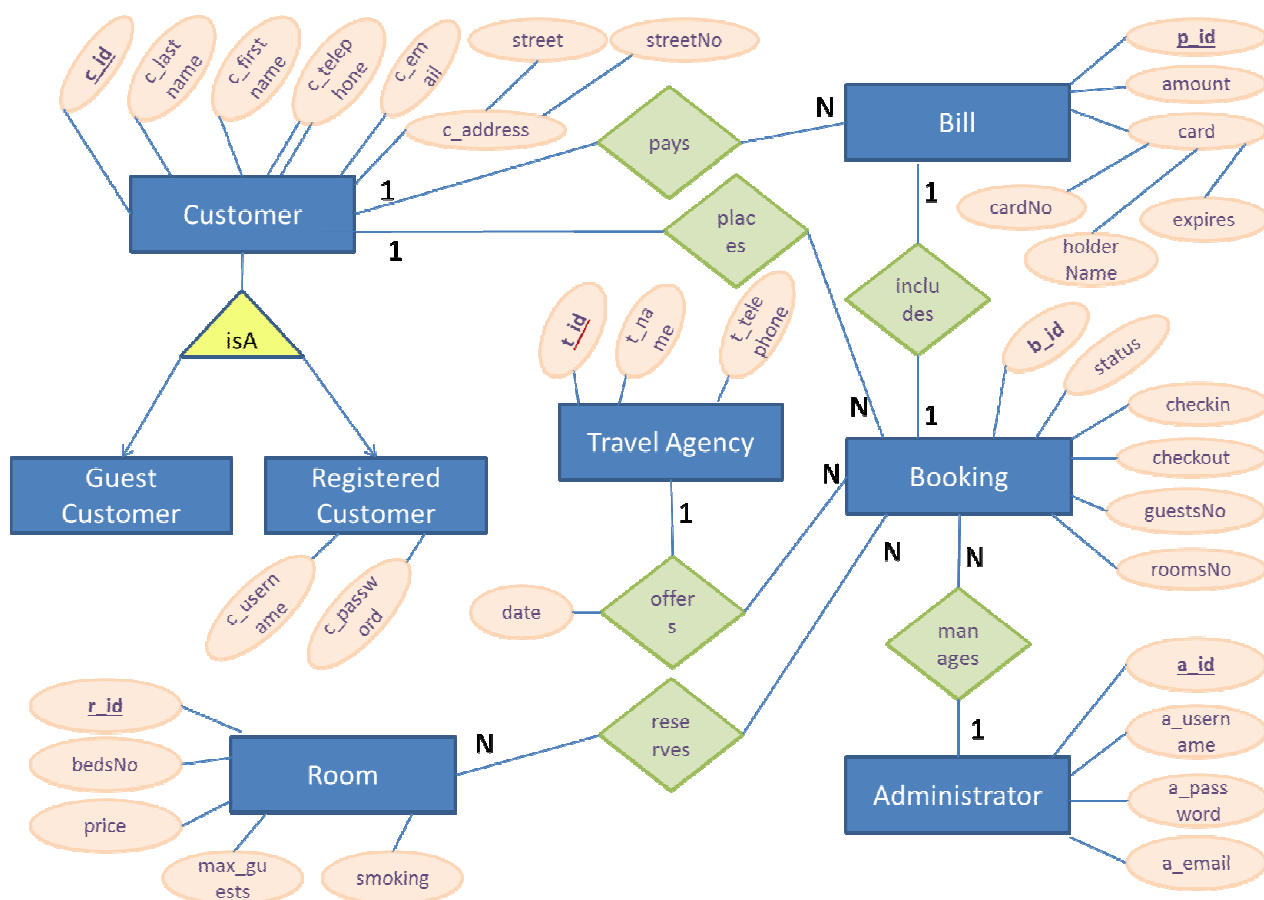 c_id
c_last
name
c_first
name
c_telep
hone
c_em
ail
street
streetNo
c_address
pays
N
Bill
p_id
amount
card
cardNo
holder
Name
expires
Customer
1
1
plac
es
1
inclu
des
1
N
isA
t_id
t_na
me
t_tele
phone
b_id
status
checkin
checkout
guestsNo
roomsNo
Guest
Customer
Registered
Customer
Travel Agency
Booking
N
1
N
N
c_usern
ame
c_passw
ord
date
offer
s
man
ages
1
a_id
a_usern
ame
a_pass
word
a_email
r_id
bedsNo
price
max_gu
ests
smoking
Room
N
rese
rves
Administrator